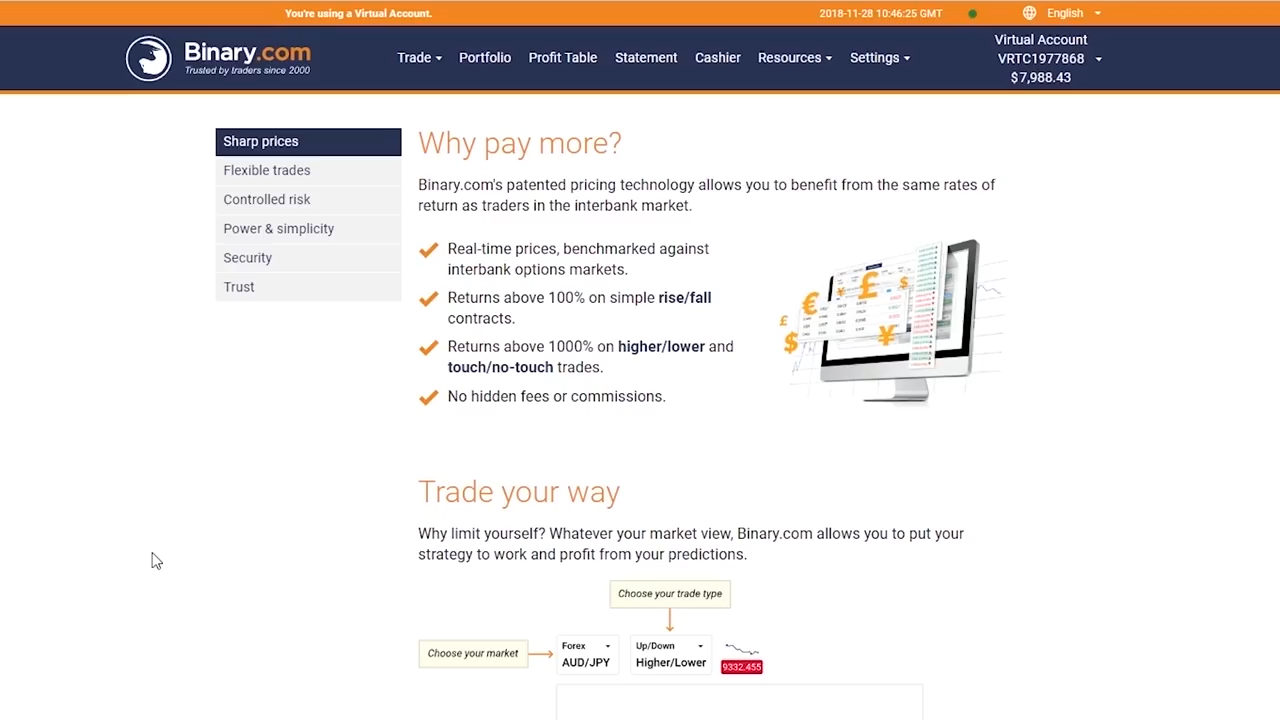 You're using a Virtual Account.
2018-11-28 10:46:25 GMT
English
Binary.com
Trusted by traders since 2000
Trade
Portfolio
Profit Table
Statement
Cashier
Resources
Settings
Virtual Account
VRTC1977868
$7,988.43
Sharp prices
Flexible trades
Controlled risk
Power & simplicity
Security
Trust
Why pay more?
Binary.com's patented pricing technology allows you to benefit from the same rates of
return as traders in the interbank market.
Real-time prices, benchmarked against
interbank options markets.
Returns above 100% on simple rise/fall
contracts.
Returns above 1000% on higher/lower and
touch/no-touch trades.
No hidden fees or commissions.
Trade your way
Why limit yourself? Whatever your market view, Binary.com allows you to put your
strategy to work and profit from your predictions.
Choose your trade type
Choose your market
Forex
AUD/JPY
Up/Down
Higher/Lower
9332.455